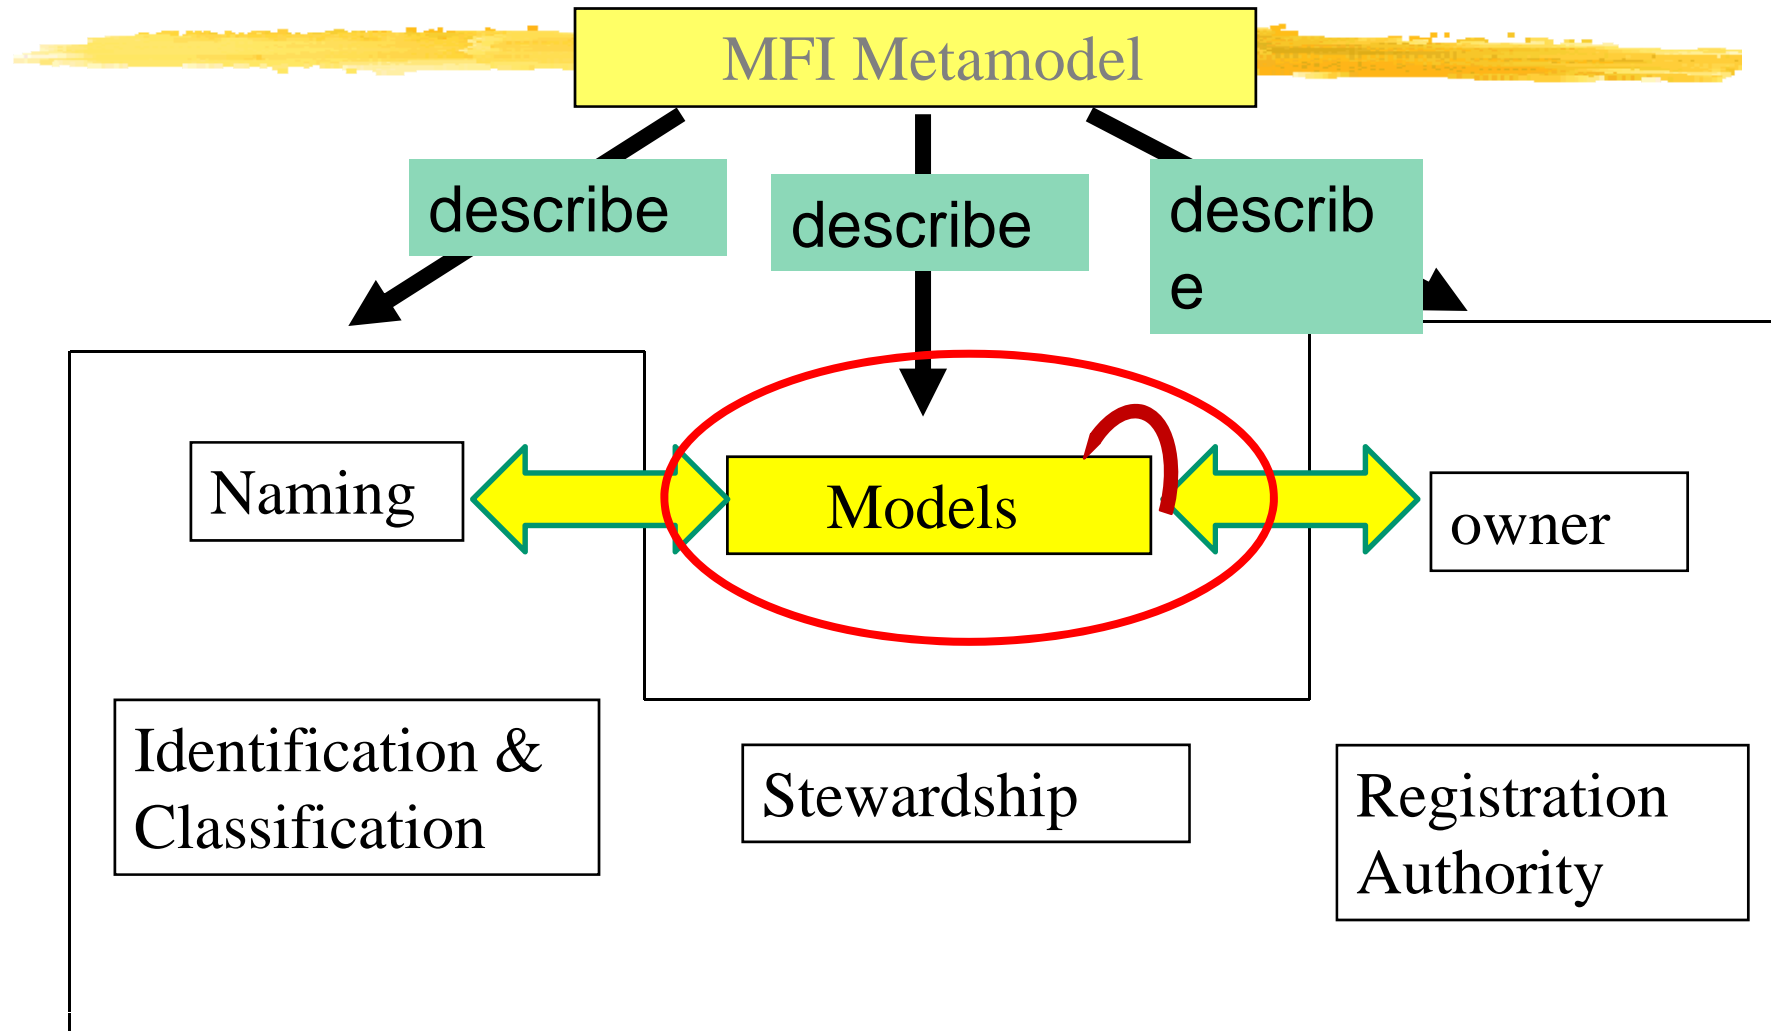 MFI Metamodel
describe
describe
describ
e
Naming
Models
owner
Identification &
Classification
Stewardship
Registration
Authority